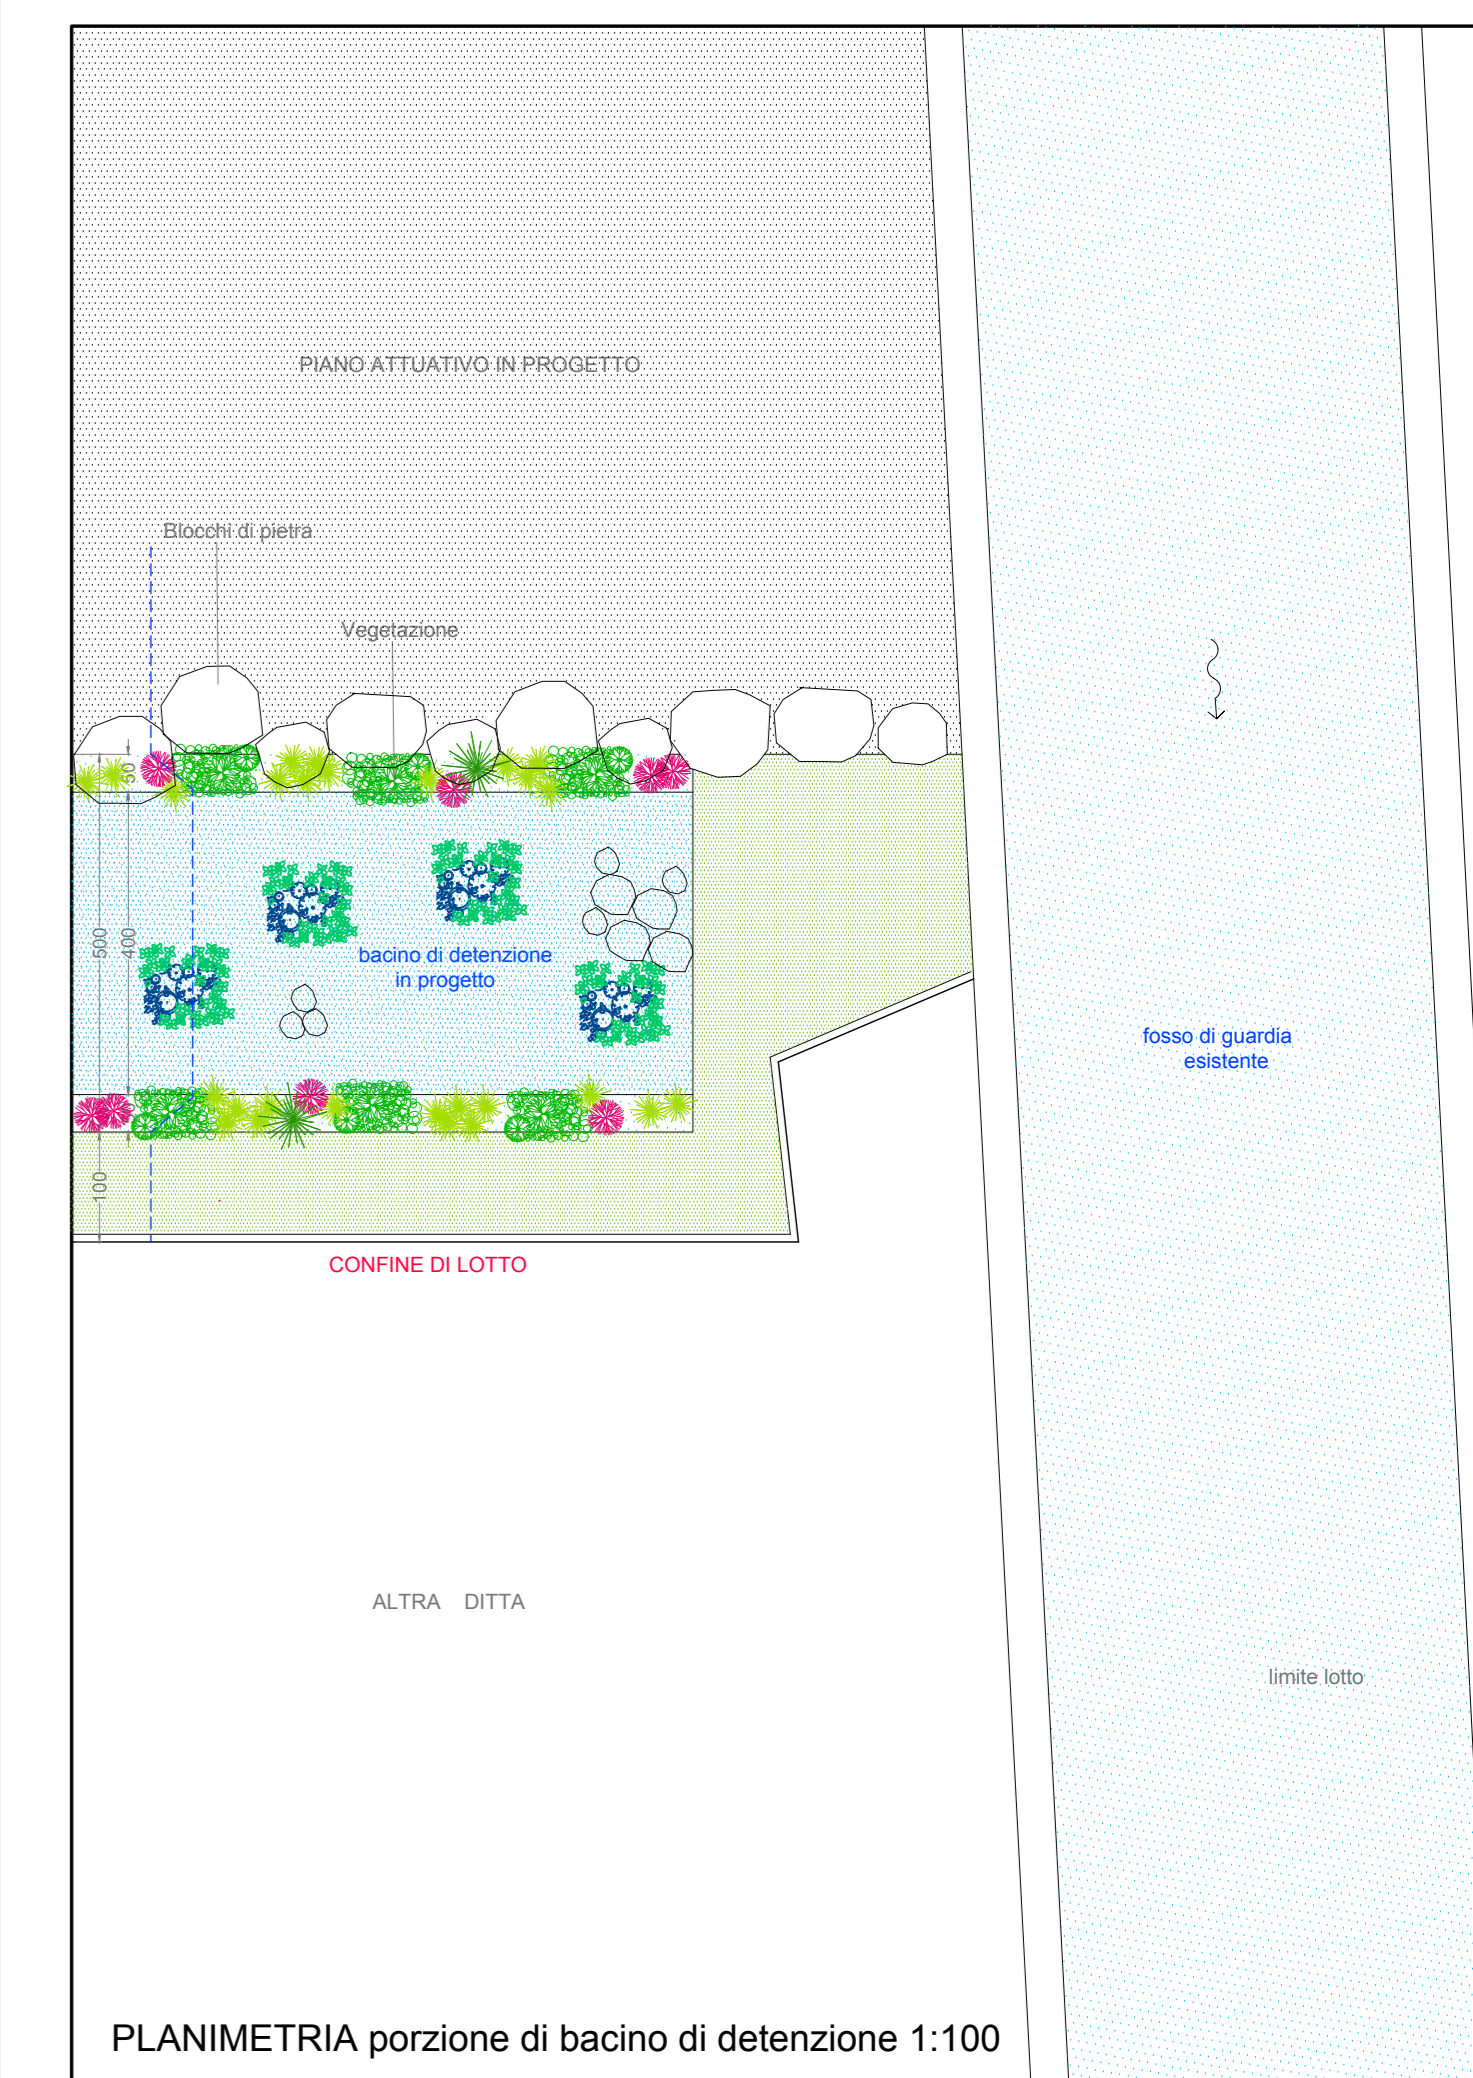 PIANO ATTUATIVO IN PROGETTO
Blocchi di pietra
Vegetazione
50
500
400
bacino di detenzione
in progetto
100
CONFINE DI LOTTO
fosso di guardia
esistente
ALTRA DITTA
limite lotto
PLANIMETRIA porzione di bacino di detenzione 1:100